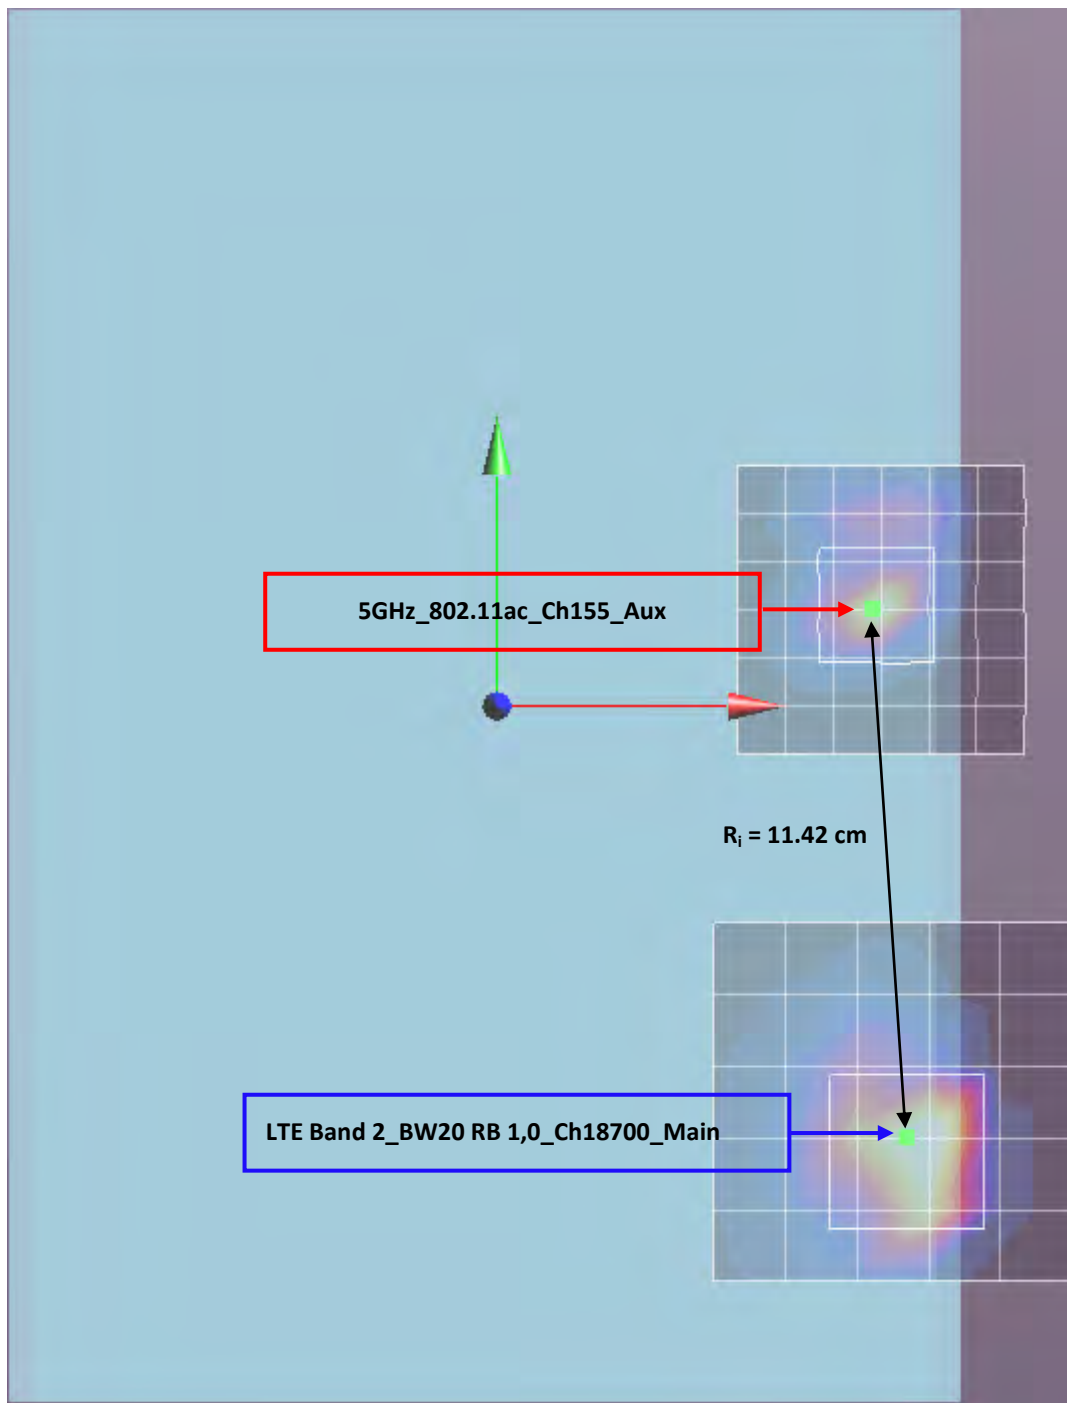 5GHz_802.11ac_Ch155_Aux
Ri = 11.42 cm
LTE Band 2_BW20 RB 1,0_Ch18700_Main